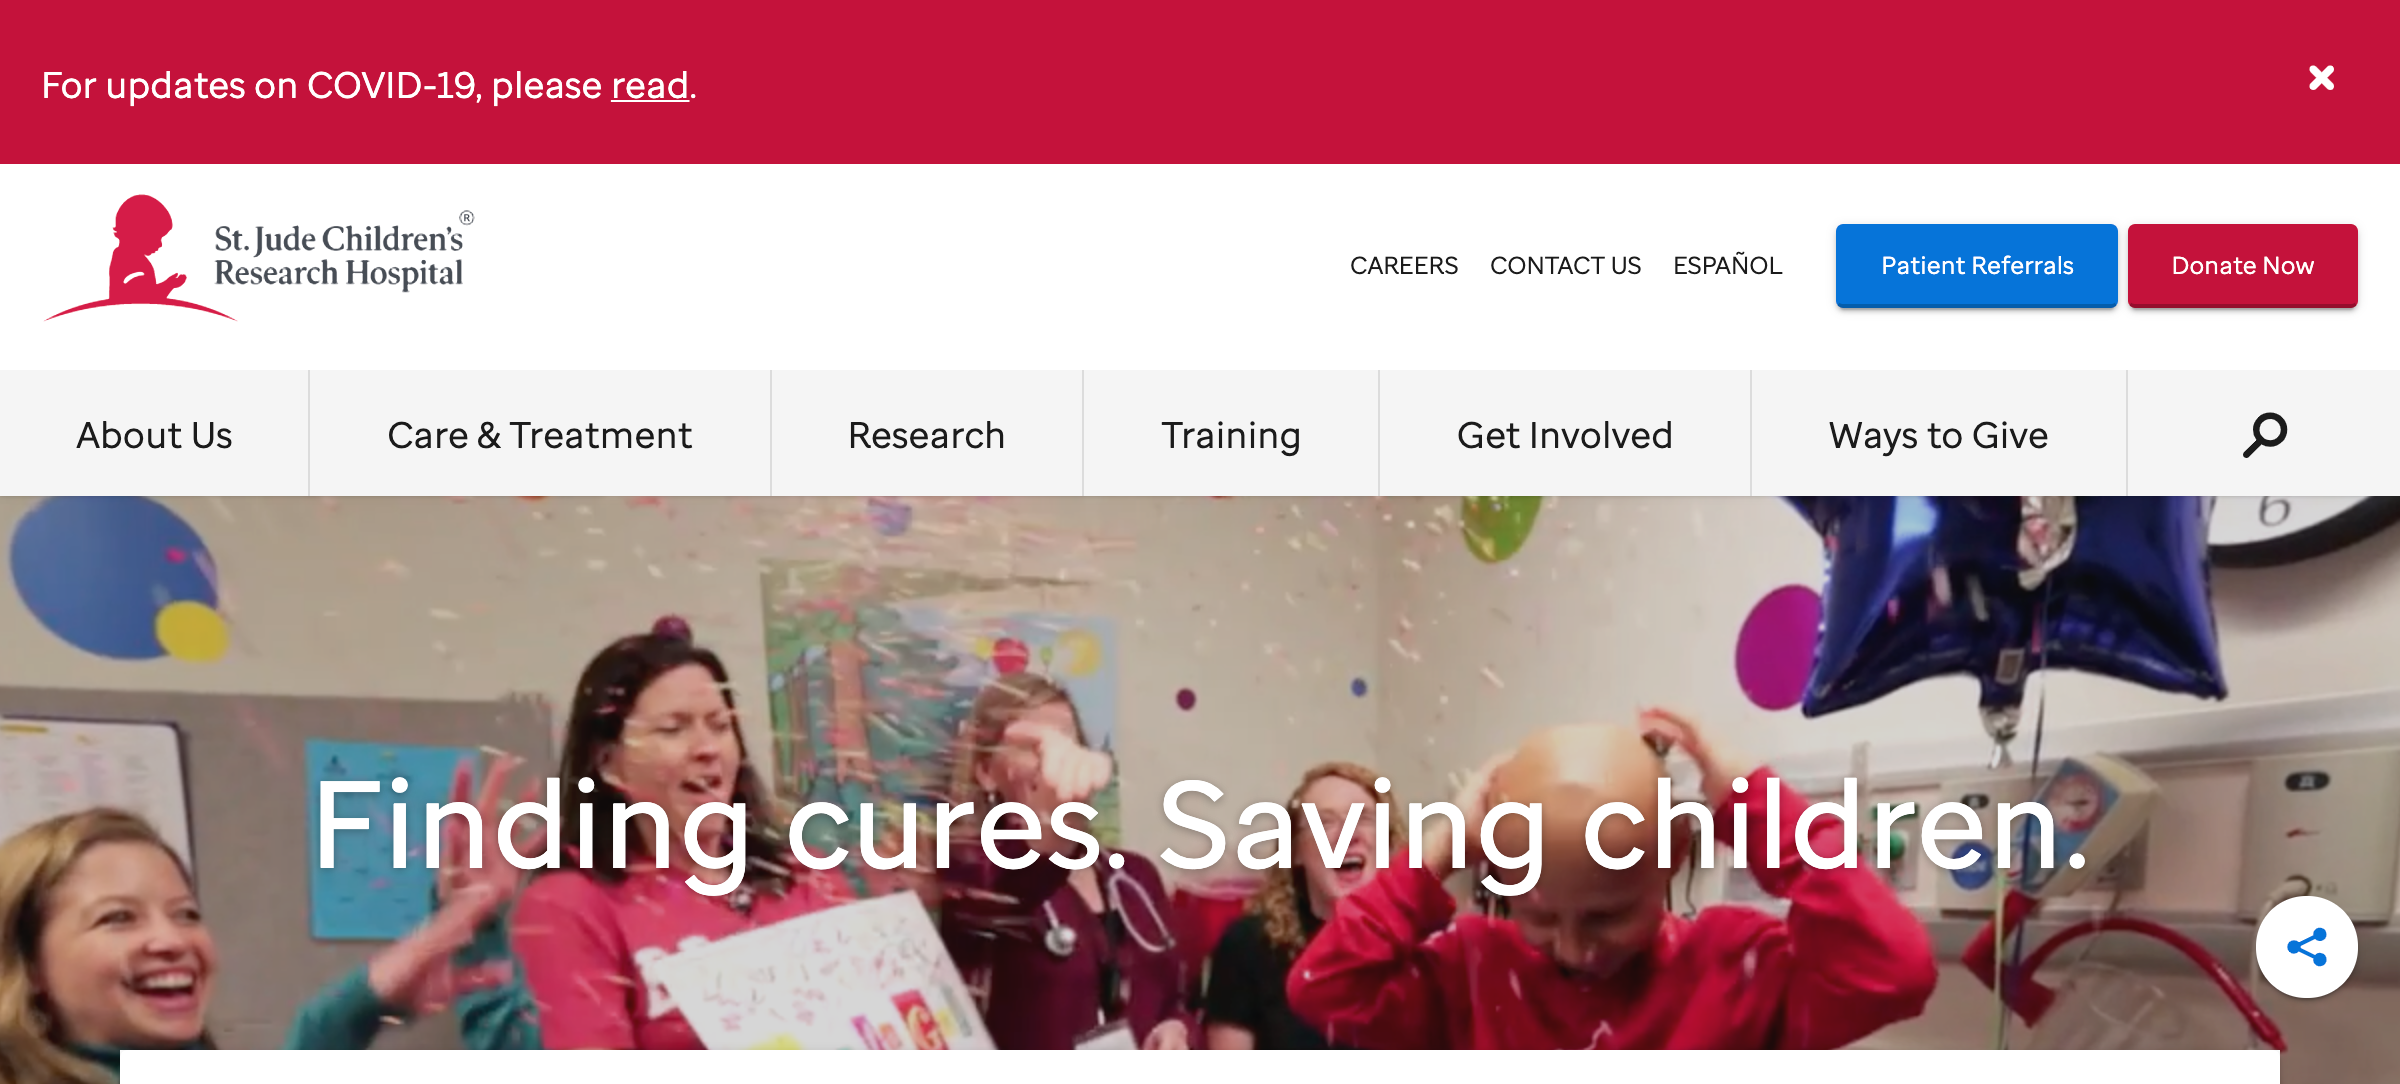 For updates on COVID-19, please read.
St. Jude Children's®
Research Hospital
CAREERS CONTACT US ESPAÑOL Patient Referrals Donate Now
About Us Care & Treatment Research Training Get Involved Ways to Give
6
Finding cures. Saving children.